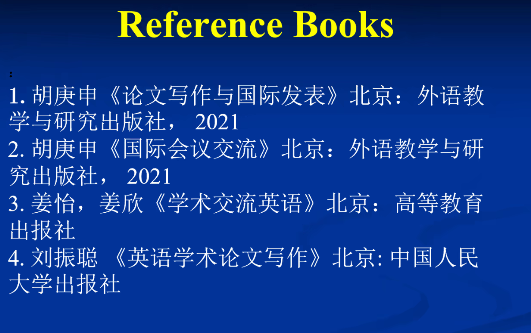 Reference Books
:
1. 胡庚申《论文写作与国际发表》北京：外语教
学与研究出版社， 2021
2. 胡庚申《国际会议交流》北京：外语教学与研
究出版社， 2021
3. 姜怡，姜欣《学术交流英语》北京：高等教育
出报社
4. 刘振聪 《英语学术论文写作》北京: 中国人民
大学出报社